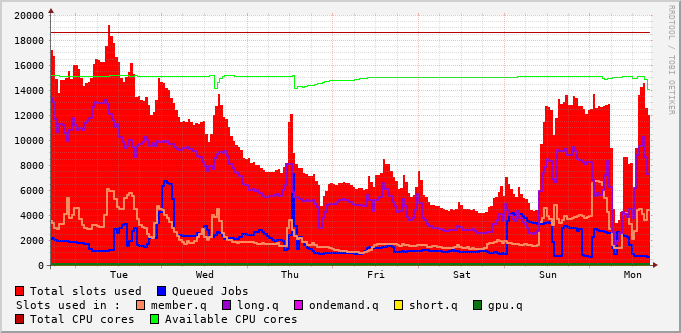 20000
18000
16000
14000
12000
10000
8000
6000
4000
2000
0
Tue Wed Thu Fri Sat Sun Mon
RRDTOOL / TOBI OETIKER
Total slots used Queued Jobs
Slots used in : member.q long.q ondemand.q short.q gpu.q
Total CPU cores Available CPU cores